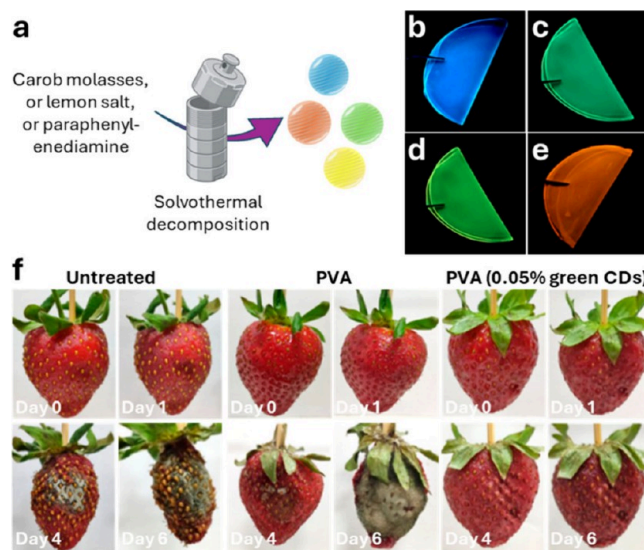 a
Carob molasses,
or lemon salt,
or paraphenyl-
enediamine
Solvothermal
decomposition
b
c
d
e
f
Untreated PVA PVA (0.05% green CDs)
Day 0 Day 1 Day 0 Day 1 Day 0 Day 1
Day 4 Day 6 Day 4 Day 6 Day 4 Day 6